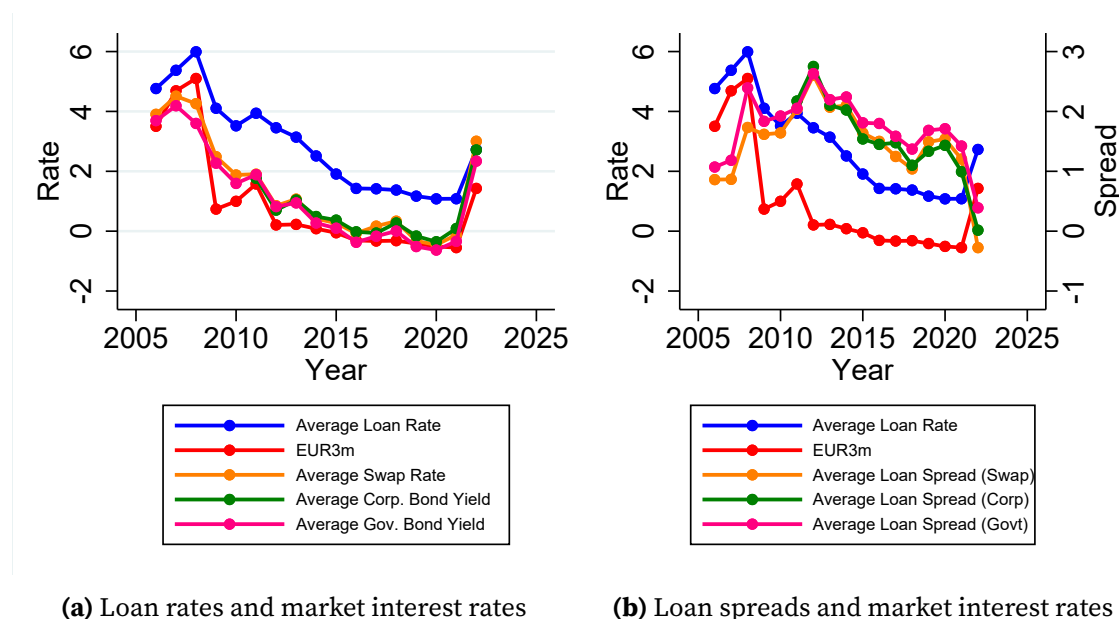 6
4
2
0
-2
Rate
2005 2010 2015 2020 2025
Year
Average Loan Rate
EUR3m
Average Swap Rate
Average Corp. Bond Yield
Average Gov. Bond Yield
(a) Loan rates and market interest rates
6
4
2
0
-2
Rate
3
2
1
0
-1
Spread
2005 2010 2015 2020 2025
Year
Average Loan Rate
EUR3m
Average Loan Spread (Swap)
Average Loan Spread (Corp)
Average Loan Spread (Govt)
(b) Loan spreads and market interest rates